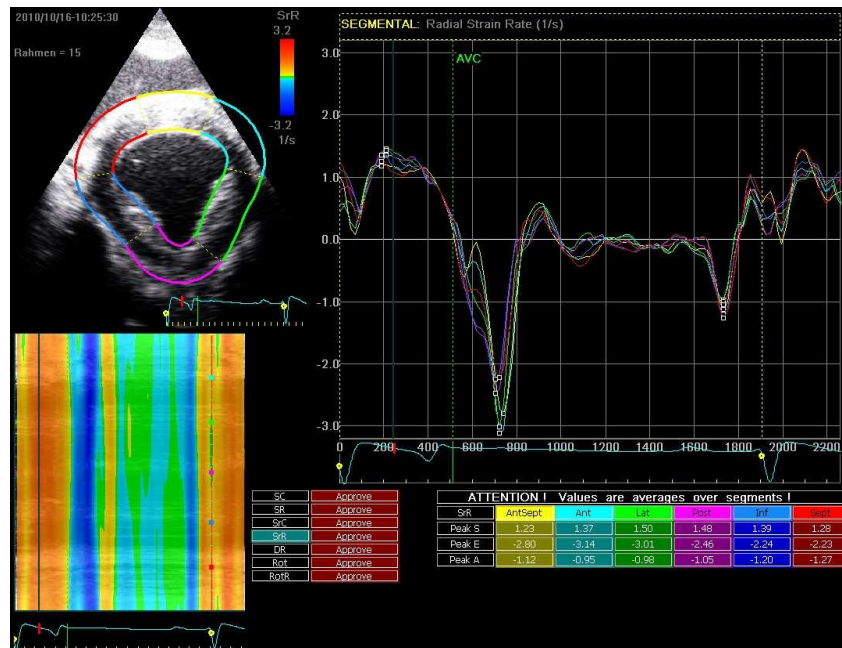 2010/10/16-10:25:30
SrR
3.2
Rahmen = 15
-3.2
1/s
SEGMENTAL: Radial Strain Rate (1/s)
AVC
3.0
2.0
1.0
0.0
-1.0
-2.0
-3.0
0 200 400 600 800 1000 1200 1400 1600 1800 2000 2200
SC Approve
SR Approve
SrC Approve
SrR Approve
DR Approve
Rot Approve
RotR Approve
ATTENTION ! Values are averages over segments !
SrR AntSept Ant Lat Post Inf Sept
Peak S 1.23 1.37 1.50 1.48 1.39 1.28
Peak E -2.80 -3.14 -3.01 -2.46 -2.24 -2.23
Peak A -1.12 -0.95 -0.98 -1.05 -1.20 -1.27